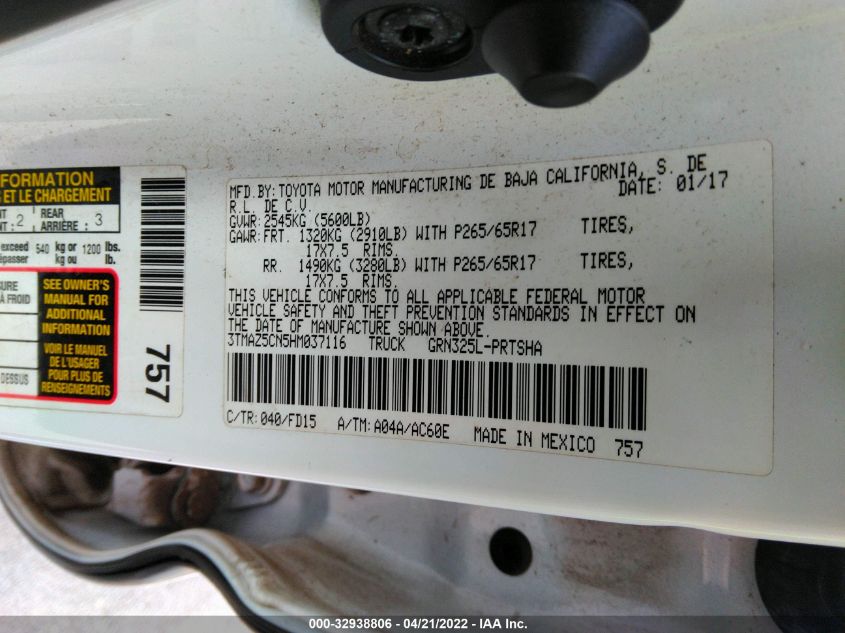 FORMATION
ET LE CHARGEMENT
2 REAR 3
ARRIÈRE :
exceed 540 kg or 1200 lbs.
kg ou lb.
À FROID
DESSUS
SEE OWNER'S
MANUAL FOR
ADDITIONAL
INFORMATION
VOIR LE MANUEL
DE L'USAGER
POUR PLUS DE
RENSEIGNEMENTS
757
MFD.BY:TOYOTA MOTOR MANUFACTURING DE BAJA CALIFORNIA, S. DE
R.L. DE C.V. DATE: 01/17
GVWR:2545KG (5600LB)
GAWR:FRT. 1320KG (2910LB) WITH P265/65R17 TIRES,
17X7.5 RIMS.
RR. 1490KG (3280LB) WITH P265/65R17 TIRES,
17X7.5 RIMS.
THIS VEHICLE CONFORMS TO ALL APPLICABLE FEDERAL MOTOR
VEHICLE SAFETY AND THEFT PREVENTION STANDARDS IN EFFECT ON
THE DATE OF MANUFACTURE SHOWN ABOVE.
3TMAZ5CN5HM037116 TRUCK GRN325L-PRTSHA
C/TR:040/FD15 A/TM:A04A/AC60E MADE IN MEXICO 757
000-32938806 - 04/21/2022 - IAA Inc.